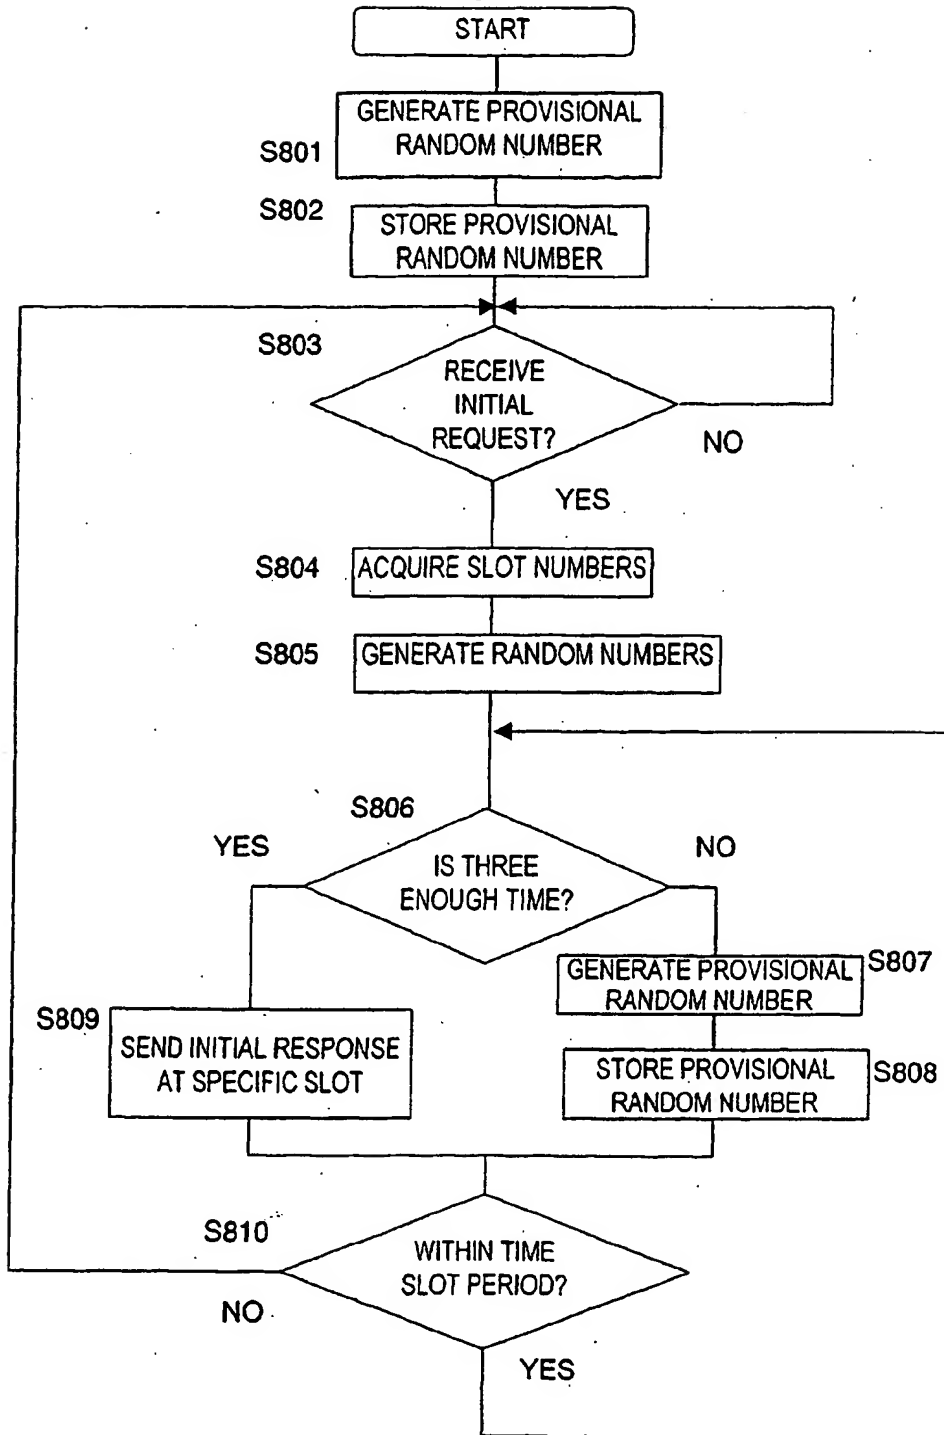 START
GENERATE PROVISIONAL
RANDOM NUMBER
S801
S802
STORE PROVISIONAL
RANDOM NUMBER
S803
RECEIVE
INITIAL
REQUEST?
NO
YES
S804
ACQUIRE SLOT NUMBERS
S805
GENERATE RANDOM NUMBERS
S806
YES
NO
IS THREE
ENOUGH TIME?
S807
GENERATE PROVISIONAL
RANDOM NUMBER
S809
SEND INITIAL RESPONSE
AT SPECIFIC SLOT
S808
STORE PROVISIONAL
RANDOM NUMBER
S810
WITHIN TIME
SLOT PERIOD?
NO
YES